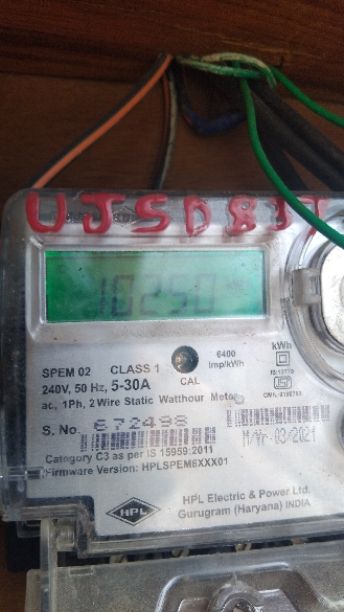 UJSD83
10250
SPEM 02 CLASS 1
6400
imp/kWh
kWh
240V, 50 Hz, 5-30A
CAL
ac, 1Ph, 2 Wire Static Watthour Meter
S. No. 672498
M/Yr-03/2021
Category C3 as per IS 15959:2011
Firmware Version: HPLSPEM6XXX01
HPL
HPL Electric & Power Ltd.
Gurugram (Haryana) INDIA